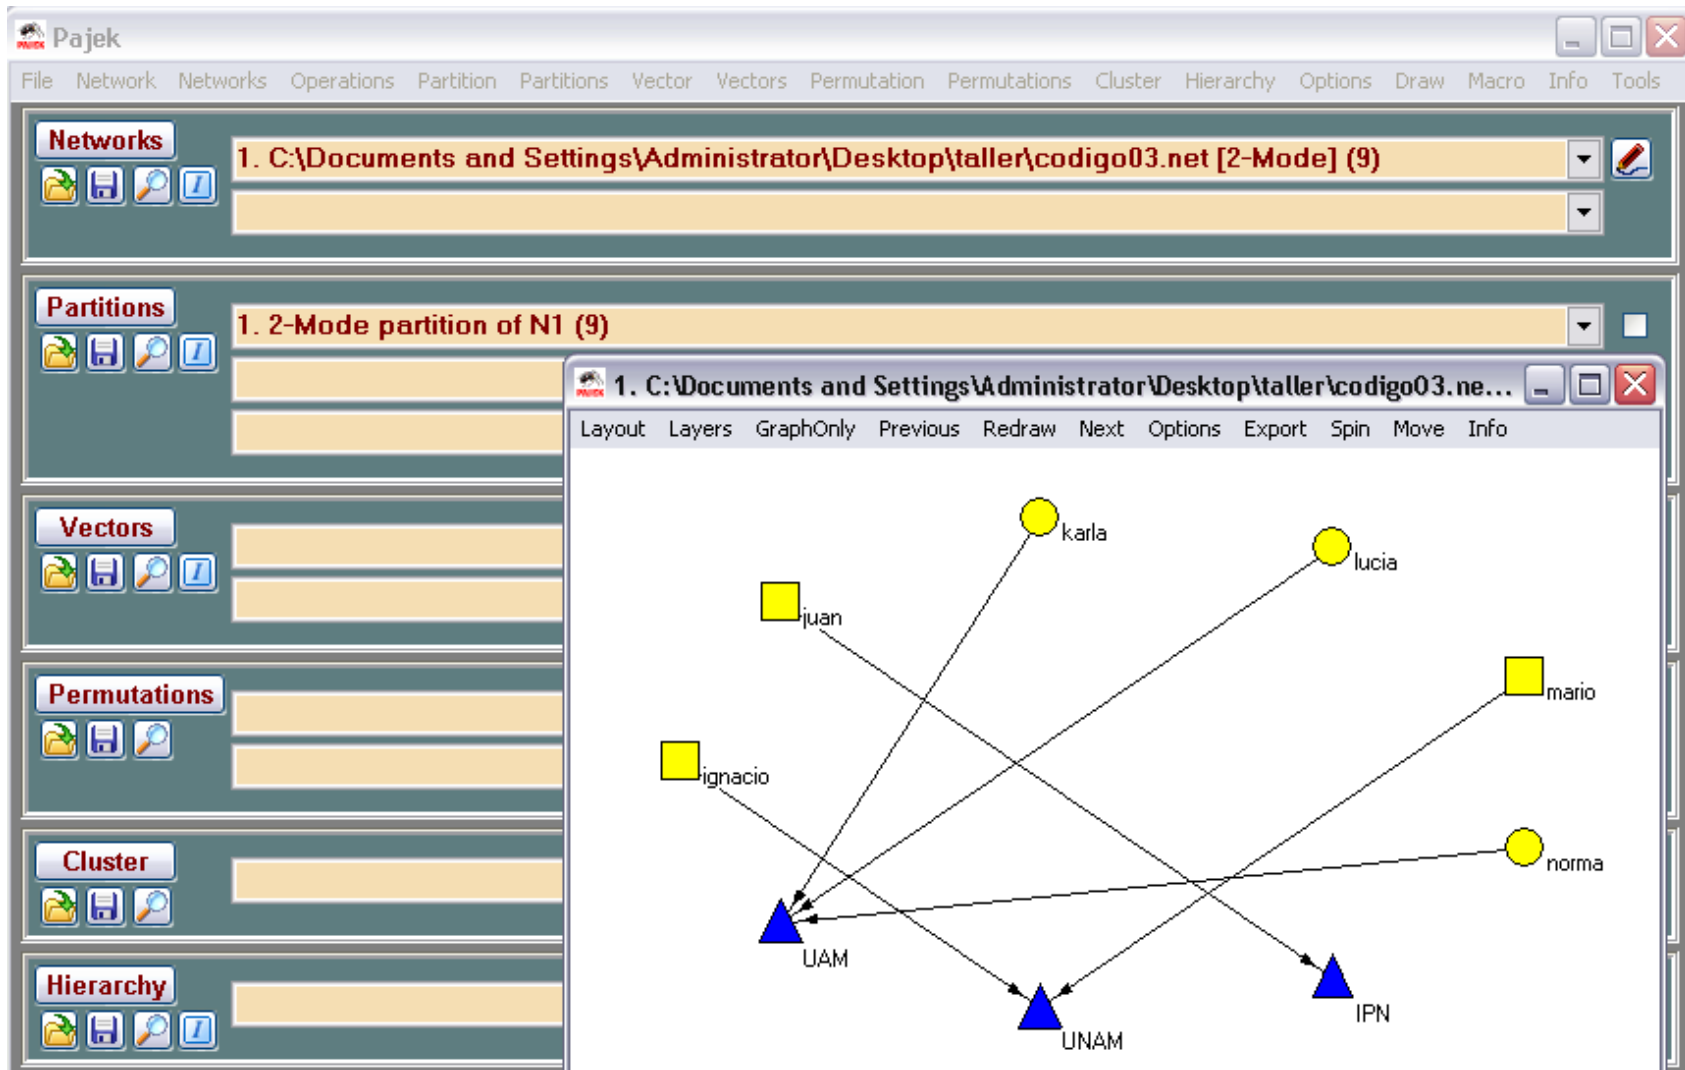 Pajek
File Network Networks Operations Partition Partitions Vector Vectors Permutation Permutations Cluster Hierarchy Options Draw Macro Info Tools
Networks
1. C:\Documents and Settings\Administrator\Desktop\taller\codigo03.net [2-Mode] (9)
Partitions
1. 2-Mode partition of N1 (9)
1. C:\Documents and Settings\Administrator\Desktop\taller\codigo03.ne...
Layout Layers GraphOnly Previous Redraw Next Options Export Spin Move Info
Vectors
Permutations
Cluster
Hierarchy
karla
lucia
juan
mario
ignacio
norma
UAM
IPN
UNAM